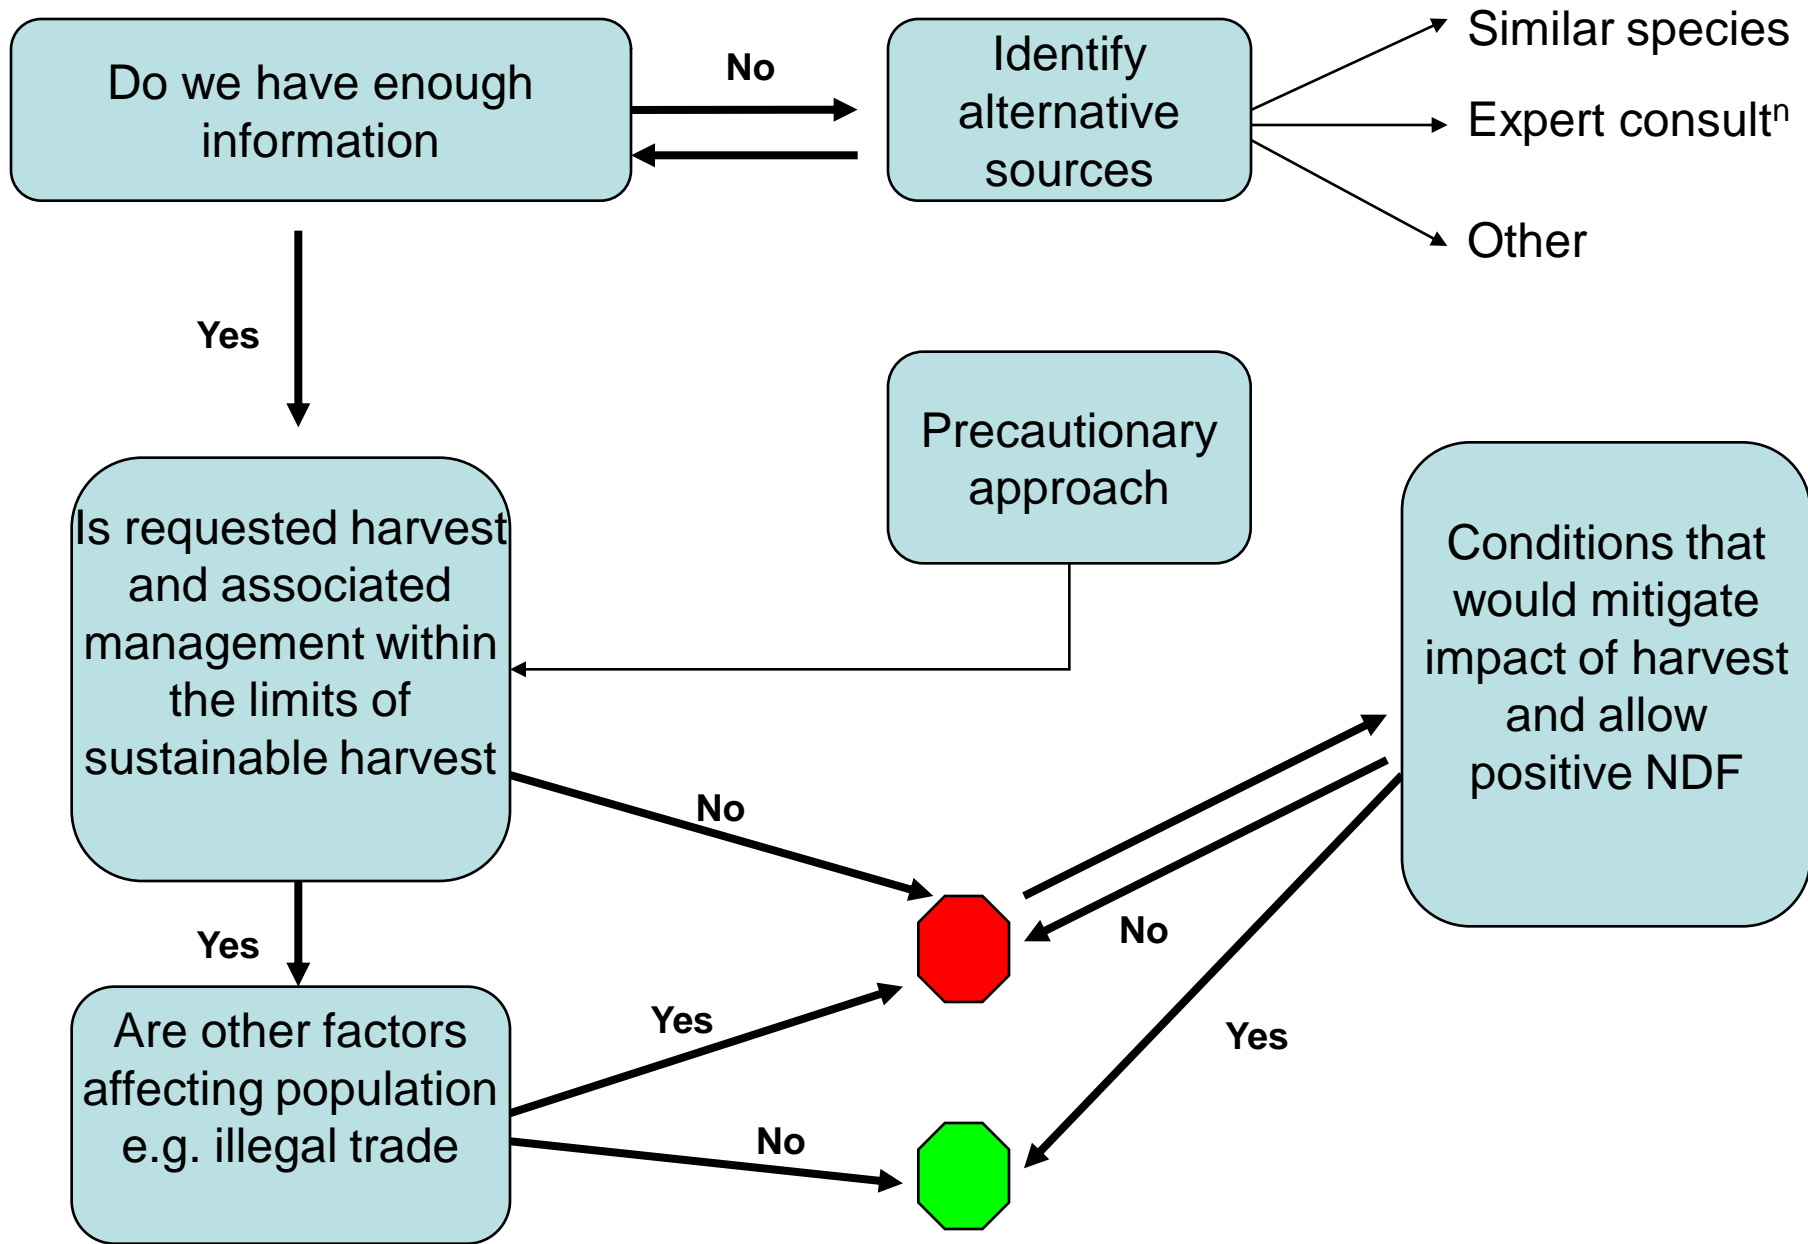 Do we have enough
information
No
Identify
alternative
sources
Similar species
Expert consultⁿ
Other
Yes
Precautionary
approach
Is requested harvest
and associated
management within
the limits of
sustainable harvest
Conditions that
would mitigate
impact of harvest
and allow
positive NDF
No
No
Yes
Are other factors
affecting population
e.g. illegal trade
Yes
Yes
No